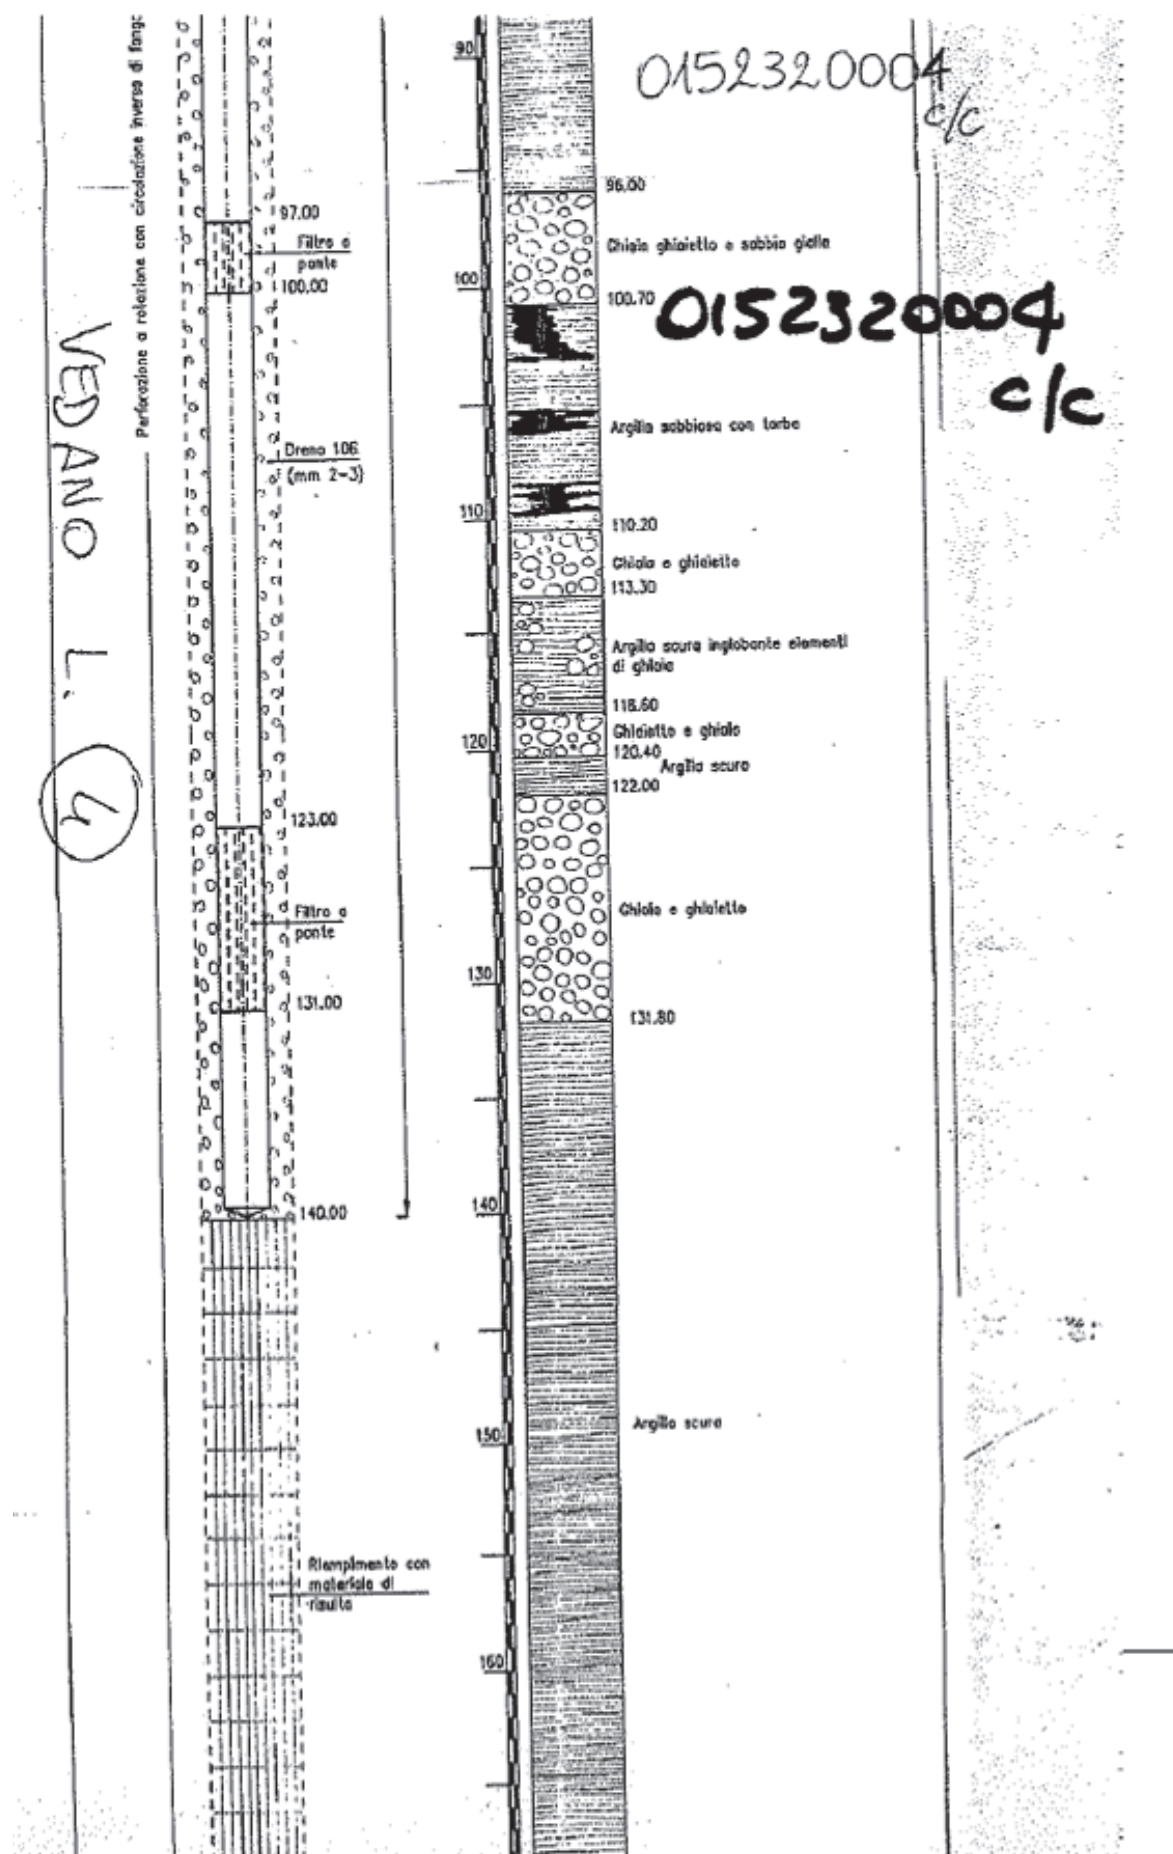 Perforazione a rotazione con circolazione inversa di fango
VEDANO L. 4
97.00
Filtro a
ponte
100.00
Dreno 106
(mm 2-3)
123.00
Filtro a
ponte
131.00
140.00
Riempimento con
materiale di
risulta
90
100
110
120
130
140
150
160
0152320004
c/c
96.00
Ghiaia ghiaietto e sabbia gialla
100.70
0152320004
c/c
Argilla sabbiosa con torba
110.20
Ghiaia e ghiaietto
113.30
Argilla scura inglobante elementi
di ghiaia
118.60
Ghiaietto e ghiaia
120.40
Argilla scura
122.00
Ghiaia e ghiaietto
131.80
Argilla scura